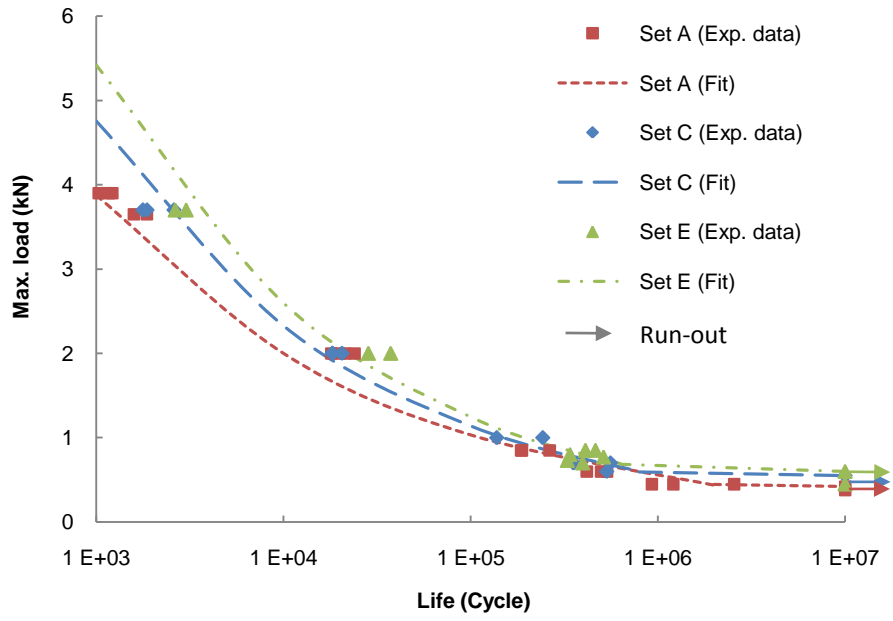 6
5
4
3
2
1
0
Max. load (kN)
1 E+03
1 E+04
1 E+05
1 E+06
1 E+07
Life (Cycle)
Set A (Exp. data)
Set A (Fit)
Set C (Exp. data)
Set C (Fit)
Set E (Exp. data)
Set E (Fit)
Run-out